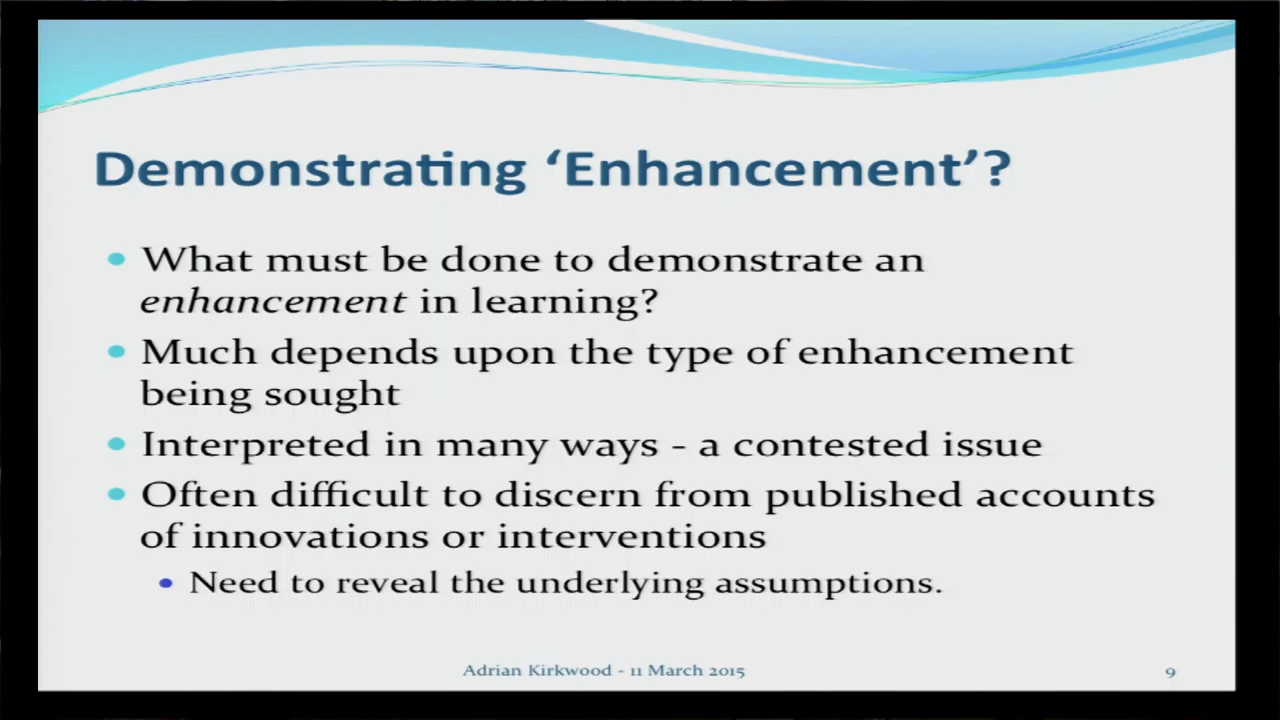 Demonstrating ‘Enhancement’?
• What must be done to demonstrate an
enhancement in learning?
• Much depends upon the type of enhancement
being sought
• Interpreted in many ways - a contested issue
• Often difficult to discern from published accounts
of innovations or interventions
• Need to reveal the underlying assumptions.
Adrian Kirkwood - 11 March 2015
9